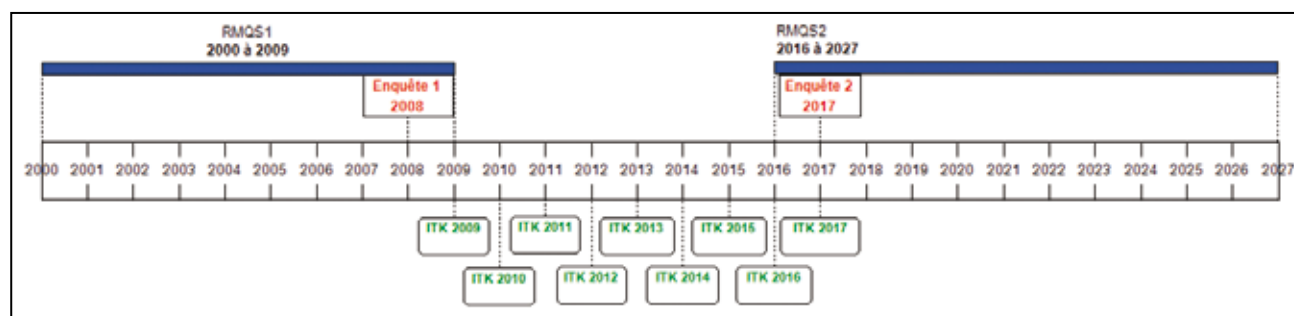 RMQS1
2000 à 2009
RMQS2
2016 à 2027
Enquête 1
2008
Enquête 2
2017
2000 2001 2002 2003 2004 2005 2006 2007 2008 2009 2010 2011 2012 2013 2014 2015 2016 2017 2018 2019 2020 2021 2022 2023 2024 2025 2026 2027
ITK 2009 ITK 2011 ITK 2013 ITK 2015 ITK 2017
ITK 2010 ITK 2012 ITK 2014 ITK 2016